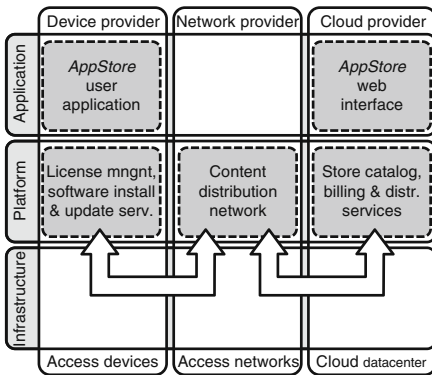 Device provider
Network provider
Cloud provider
Application
AppStore
user
application
AppStore
web
interface
Platform
License mngnt,
software install
& update serv.
Content
distribution
network
Store catalog,
billing & distr.
services
Infrastructure
Access devices
Access networks
Cloud datacenter